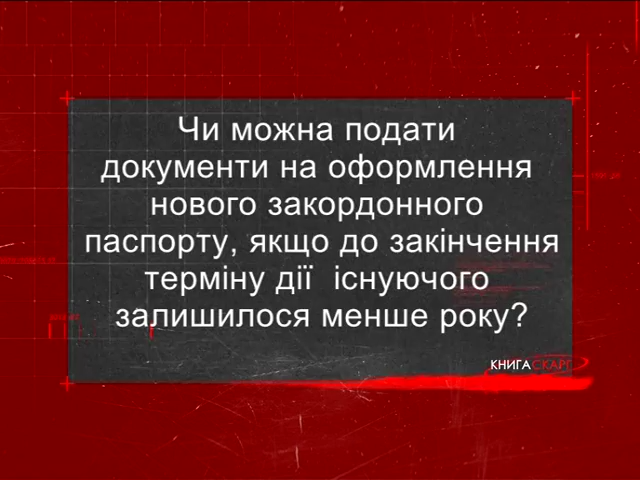 Чи можна подати
документи на оформлення
нового закордонного
паспорту, якщо до закінчення
терміну дії існуючого
залишилося менше року?
КНИГА СКАРГ